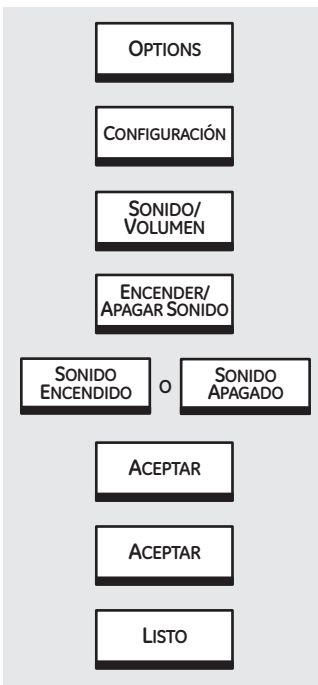 OPTIONS
CONFIGURACIÓN
SONIDO/
VOLUMEN
ENCENDER/
APAGAR SONIDO
SONIDO
ENCENDIDO
o
SONIDO
APAGADO
ACEPTAR
ACEPTAR
LISTO